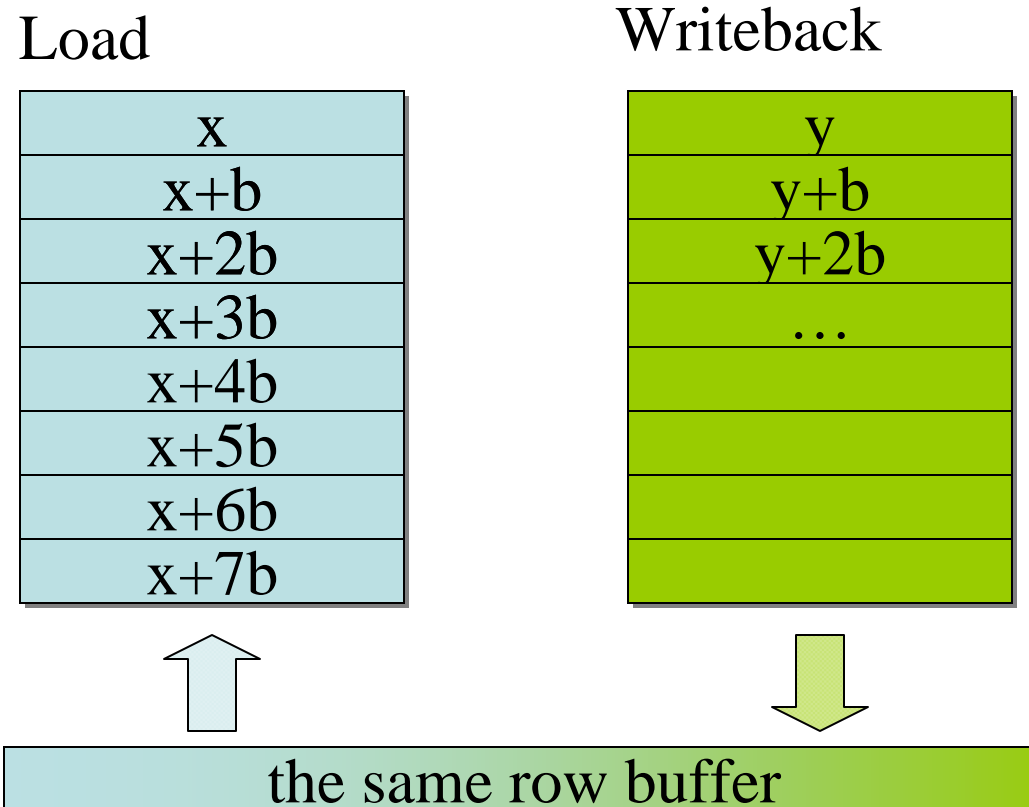 Load
x
x+b
x+2b
x+3b
x+4b
x+5b
x+6b
x+7b
Writeback
y
y+b
y+2b
…
the same row buffer